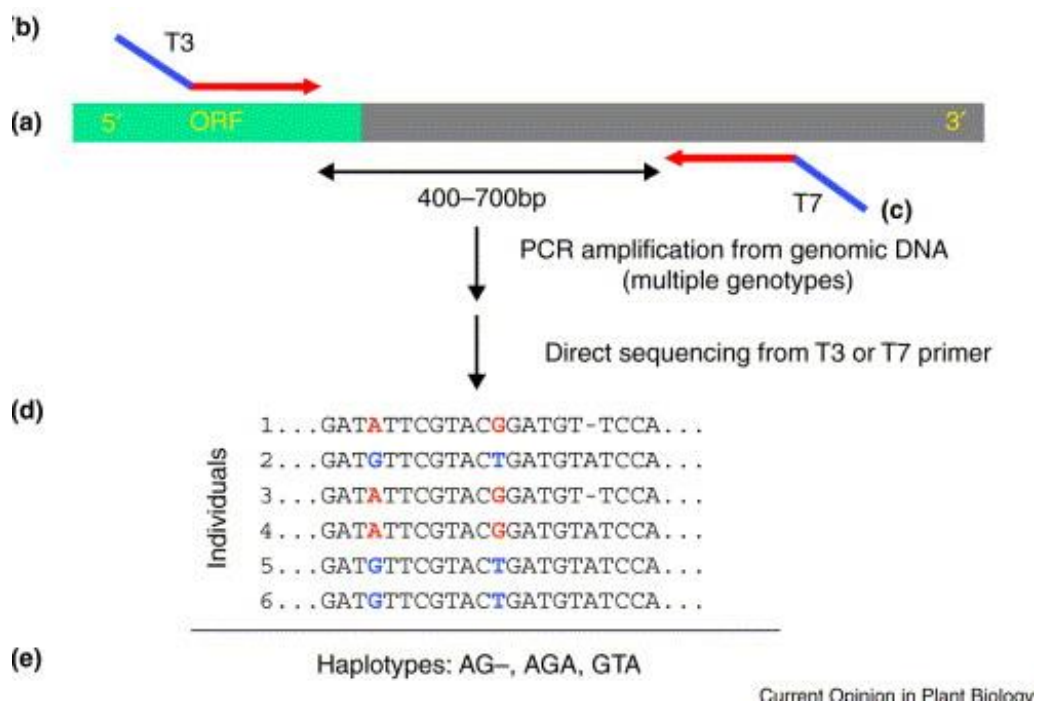 (b)
T3
(a)
5′ ORF 3′
400–700bp
T7
(c)
PCR amplification from genomic DNA
(multiple genotypes)
Direct sequencing from T3 or T7 primer
(d)
Individuals
1...GATATTCGTACGGATGT-TCCA...
2...GATGTTCGTACTGATGTATCCA...
3...GATATTCGTACGGATGT-TCCA...
4...GATATTCGTACGGATGTATCCA...
5...GATGTTCGTACTGATGTATCCA...
6...GATGTTCGTACTGATGTATCCA...
(e)
Haplotypes: AG–, AGA, GTA
Current Opinion in Plant Biology